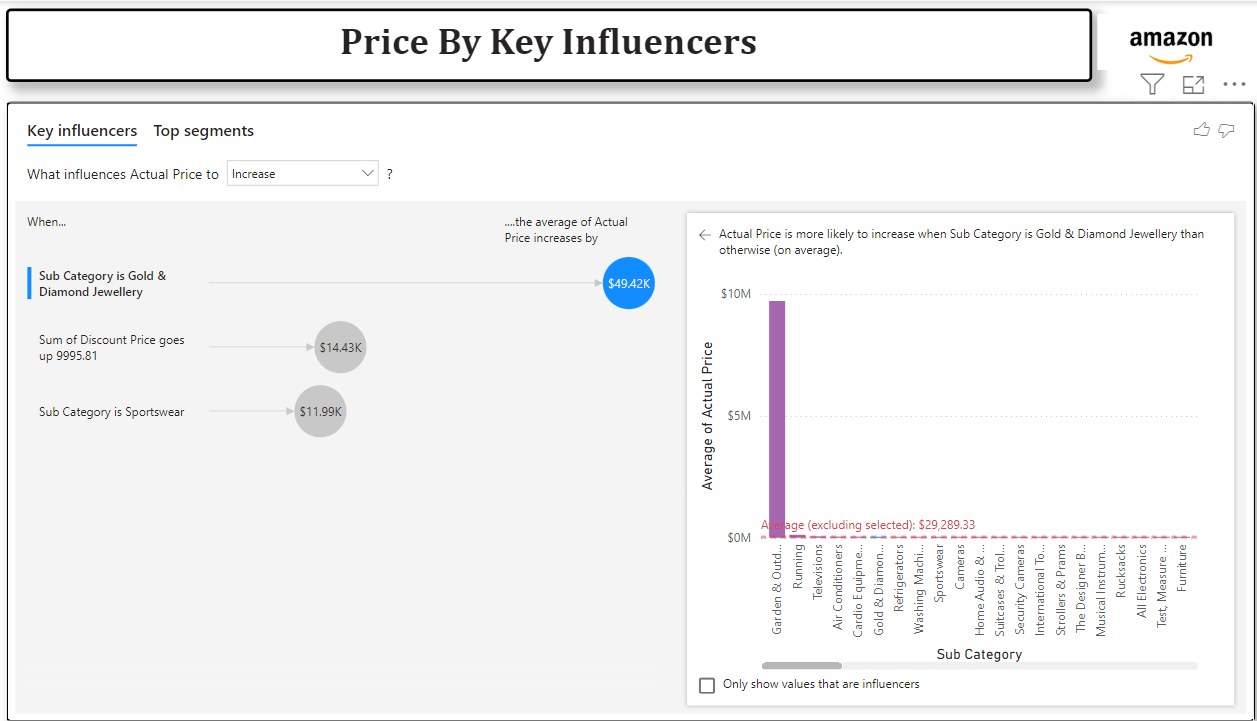 Price By Key Influencers
amazon
Key influencers
Top segments
What influences Actual Price to
Increase
?
When...
....the average of Actual
Price increases by
Sub Category is Gold &
Diamond Jewellery
$49.42K
Sum of Discount Price goes
up 9995.81
$14.43K
Sub Category is Sportswear
$11.99K
Actual Price is more likely to increase when Sub Category is Gold & Diamond Jewellery than
otherwise (on average).
Average of Actual Price
$10M
$5M
$0M
Average (excluding selected): $29,289.33
Garden & Outd...
Running
Televisions
Air Conditioners
Cardio Equipme...
Gold & Diamon...
Refrigerators
Washing Machi...
Sportswear
Cameras
Home Audio & ...
Suitcases & Trol...
Security Cameras
International To...
Strollers & Prams
The Designer B...
Musical Instrum...
Rucksacks
All Electronics
Test, Measure ...
Furniture
Sub Category
Only show values that are influencers